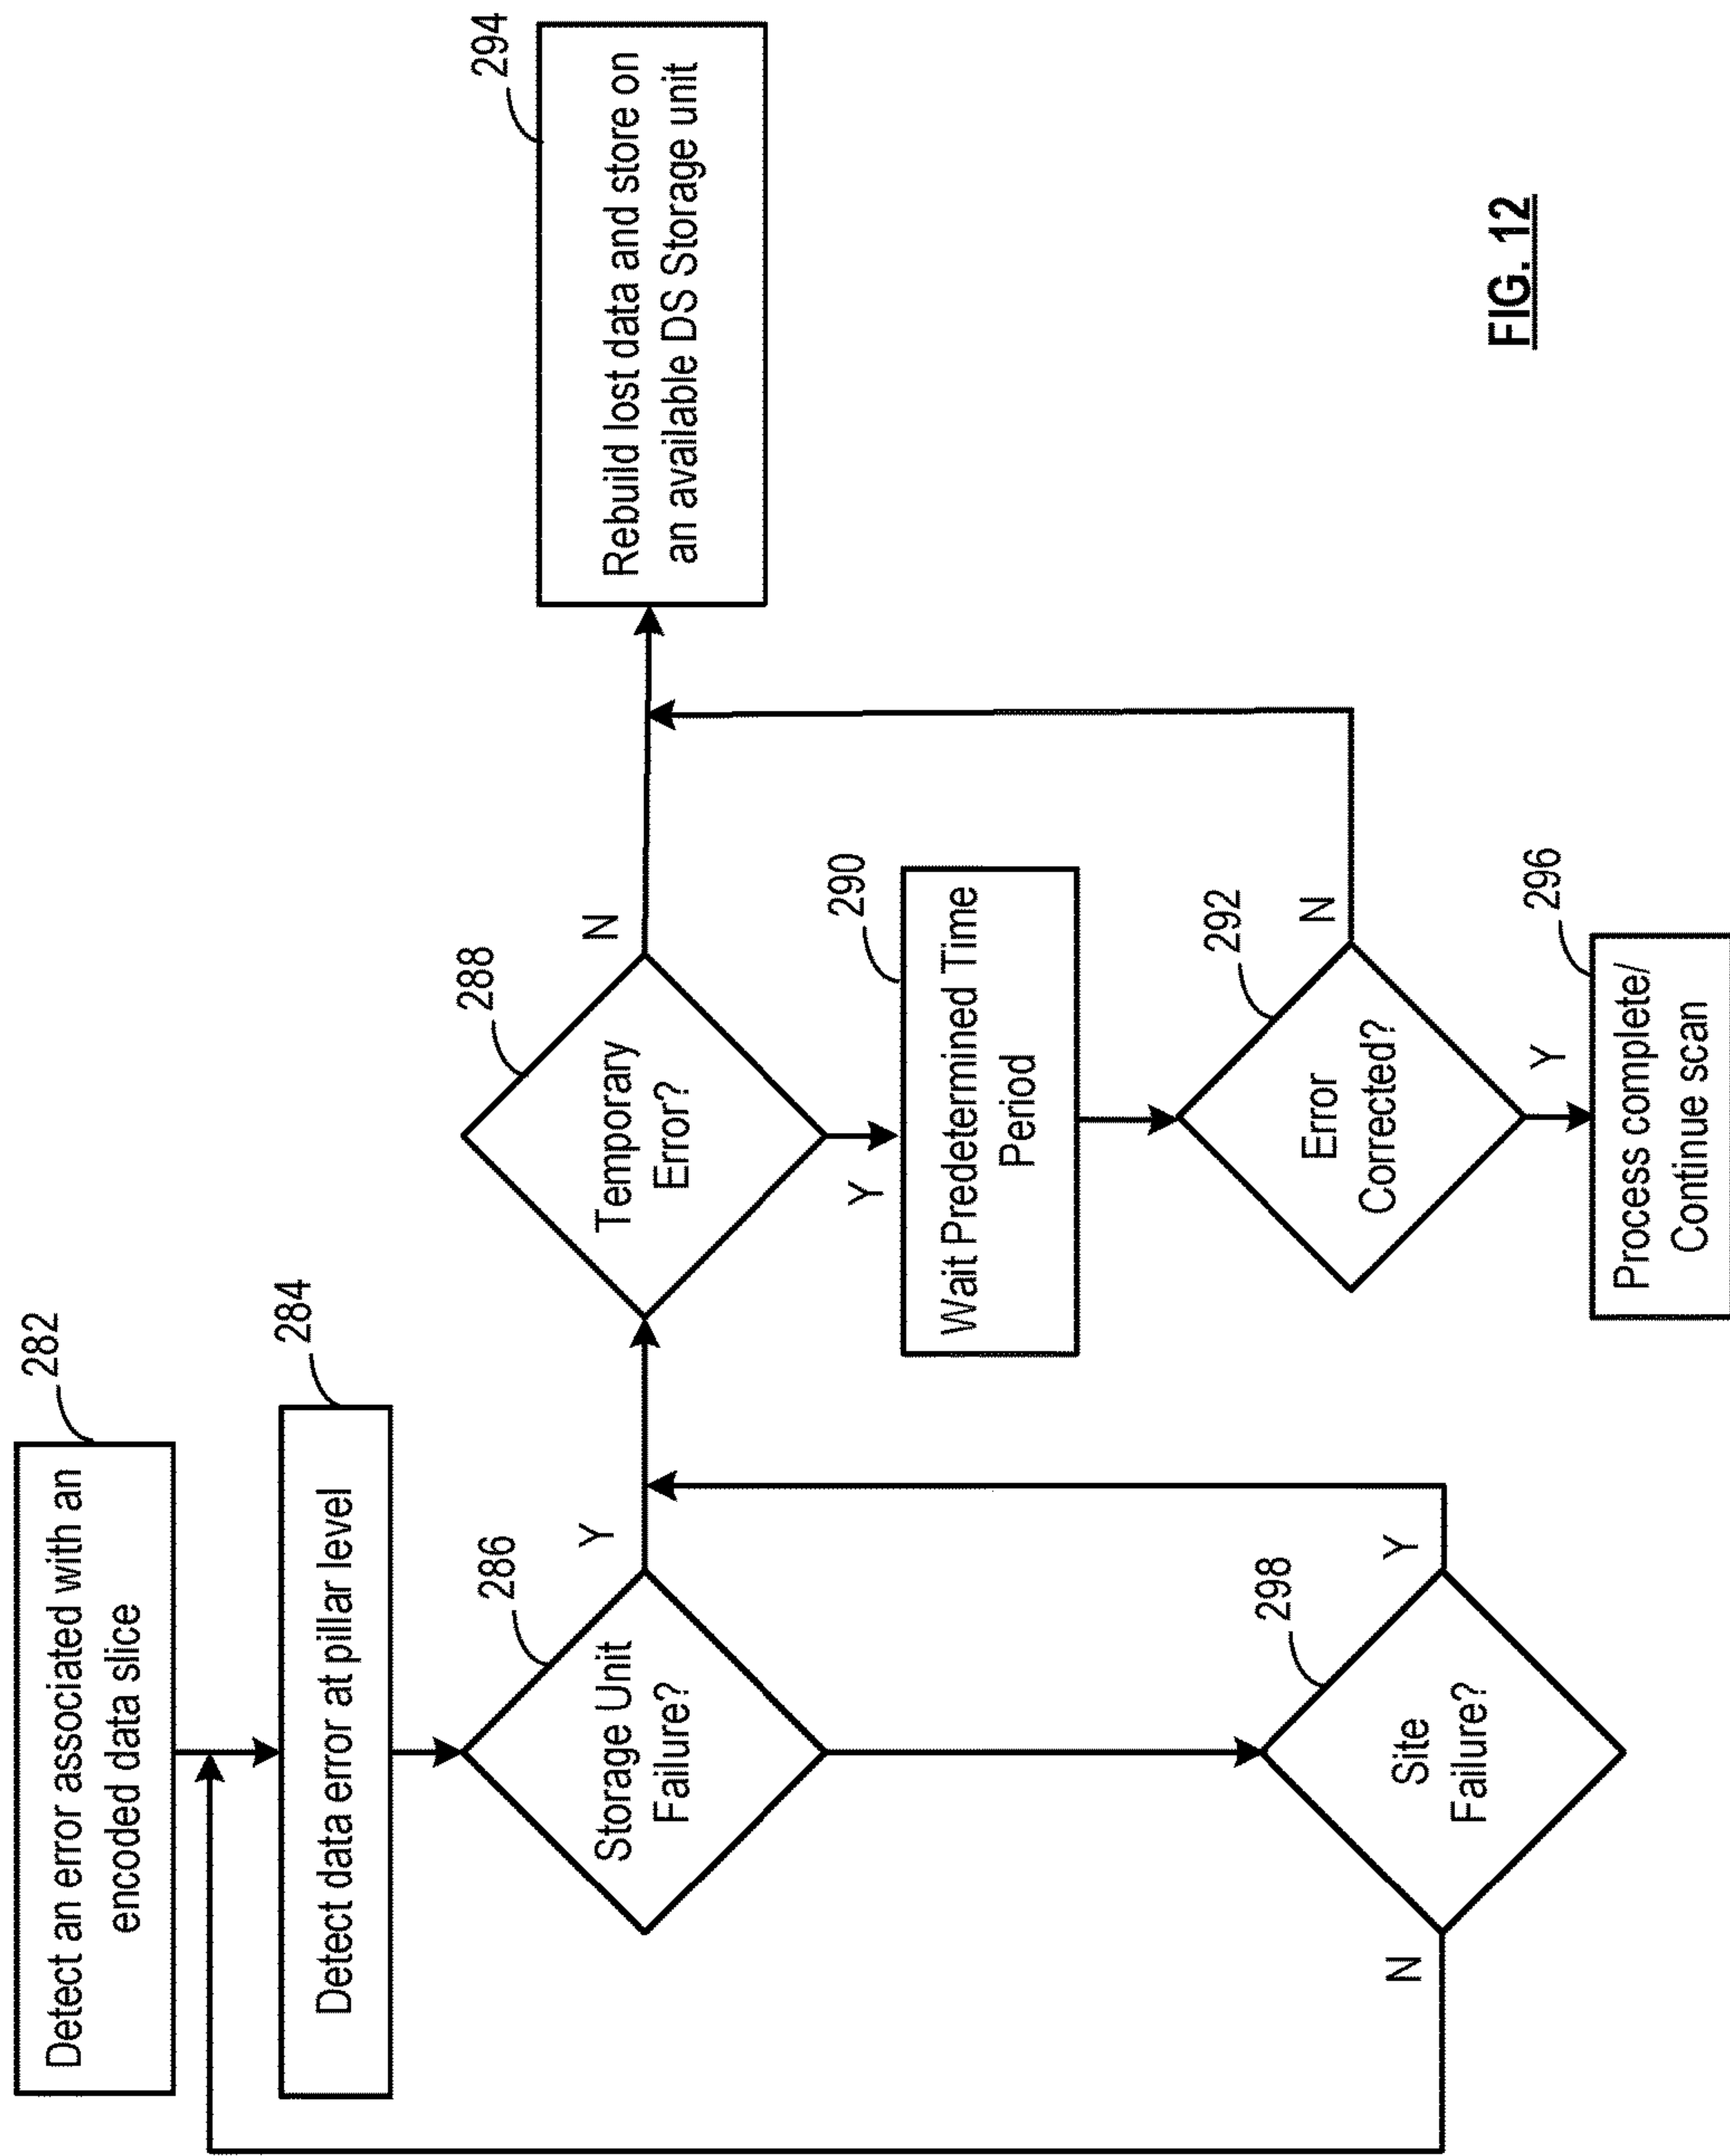 282
Detect an error associated with an
encoded data slice
284
Detect data error at pillar level
286
Storage Unit
Failure?
Y
288
Temporary
Error?
N
294
Rebuild lost data and store on
an available DS Storage unit
Y
290
Wait Predetermined Time
Period
298
Site
Failure?
Y
N
292
Error
Corrected?
N
Y
296
Process complete/
Continue scan
FIG. 12